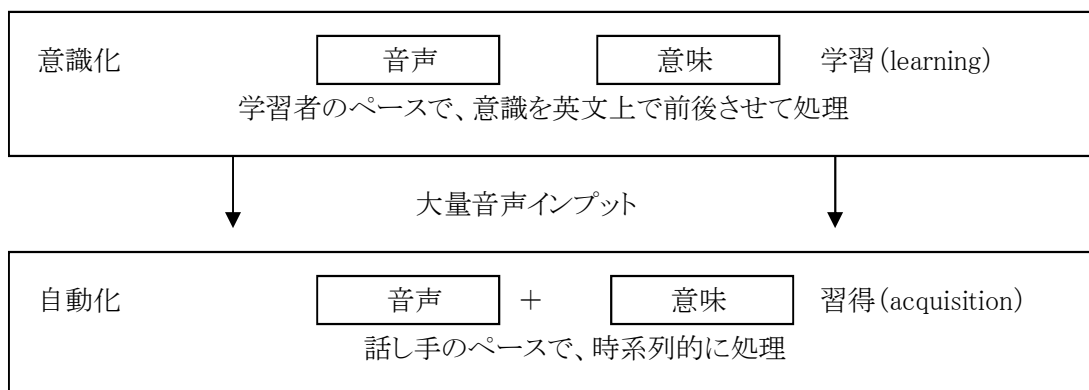 意識化 音声 意味 学習(learning)
学習者のペースで、意識を英文上で前後させて処理
大量音声インプット
自動化 音声 + 意味 習得(acquisition)
話し手のペースで、時系列的に処理